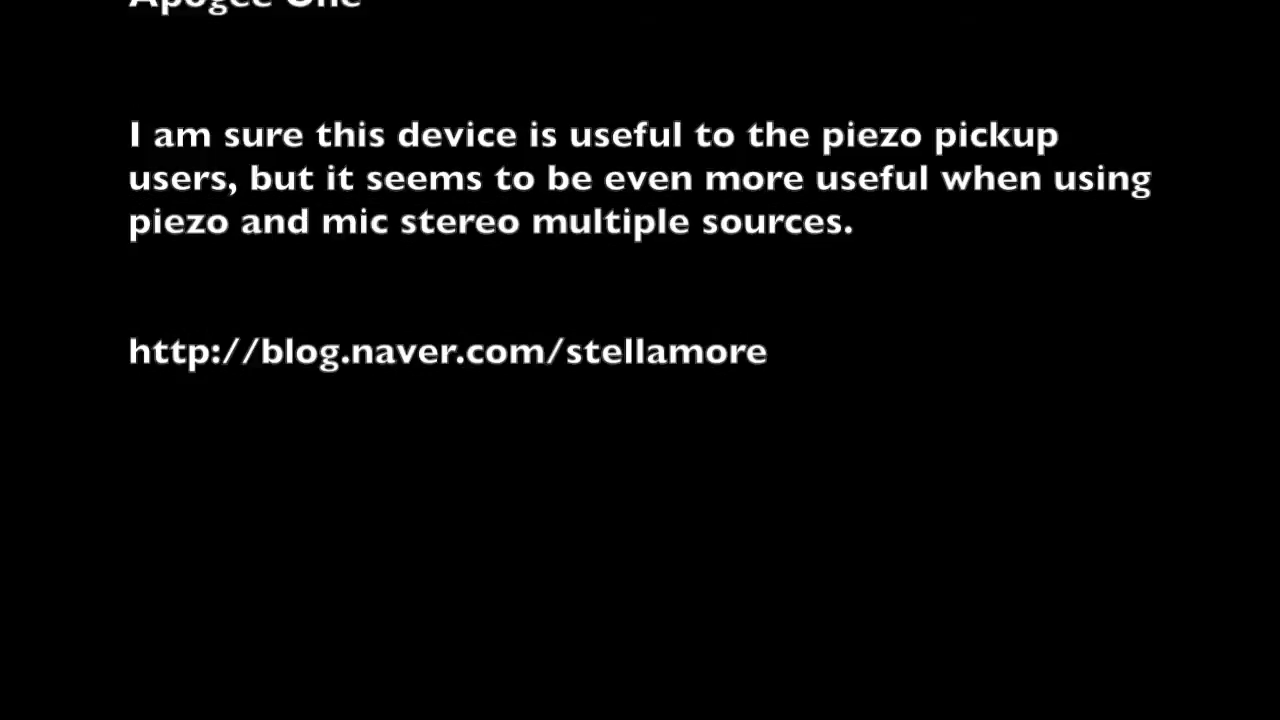 Apogee One
I am sure this device is useful to the piezo pickup
users, but it seems to be even more useful when using
piezo and mic stereo multiple sources.
http://blog.naver.com/stellamore